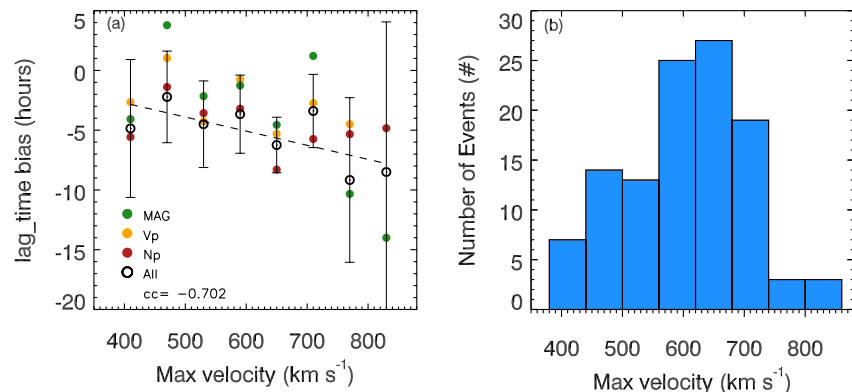 (a)
5
0
-5
-10
-15
-20
lag_time bias (hours)
MAG
Vp
Np
All
cc= -0.702
400 500 600 700 800
Max velocity (km s⁻¹)
(b)
30
25
20
15
10
5
0
Number of Events (#)
400 500 600 700 800
Max velocity (km s⁻¹)